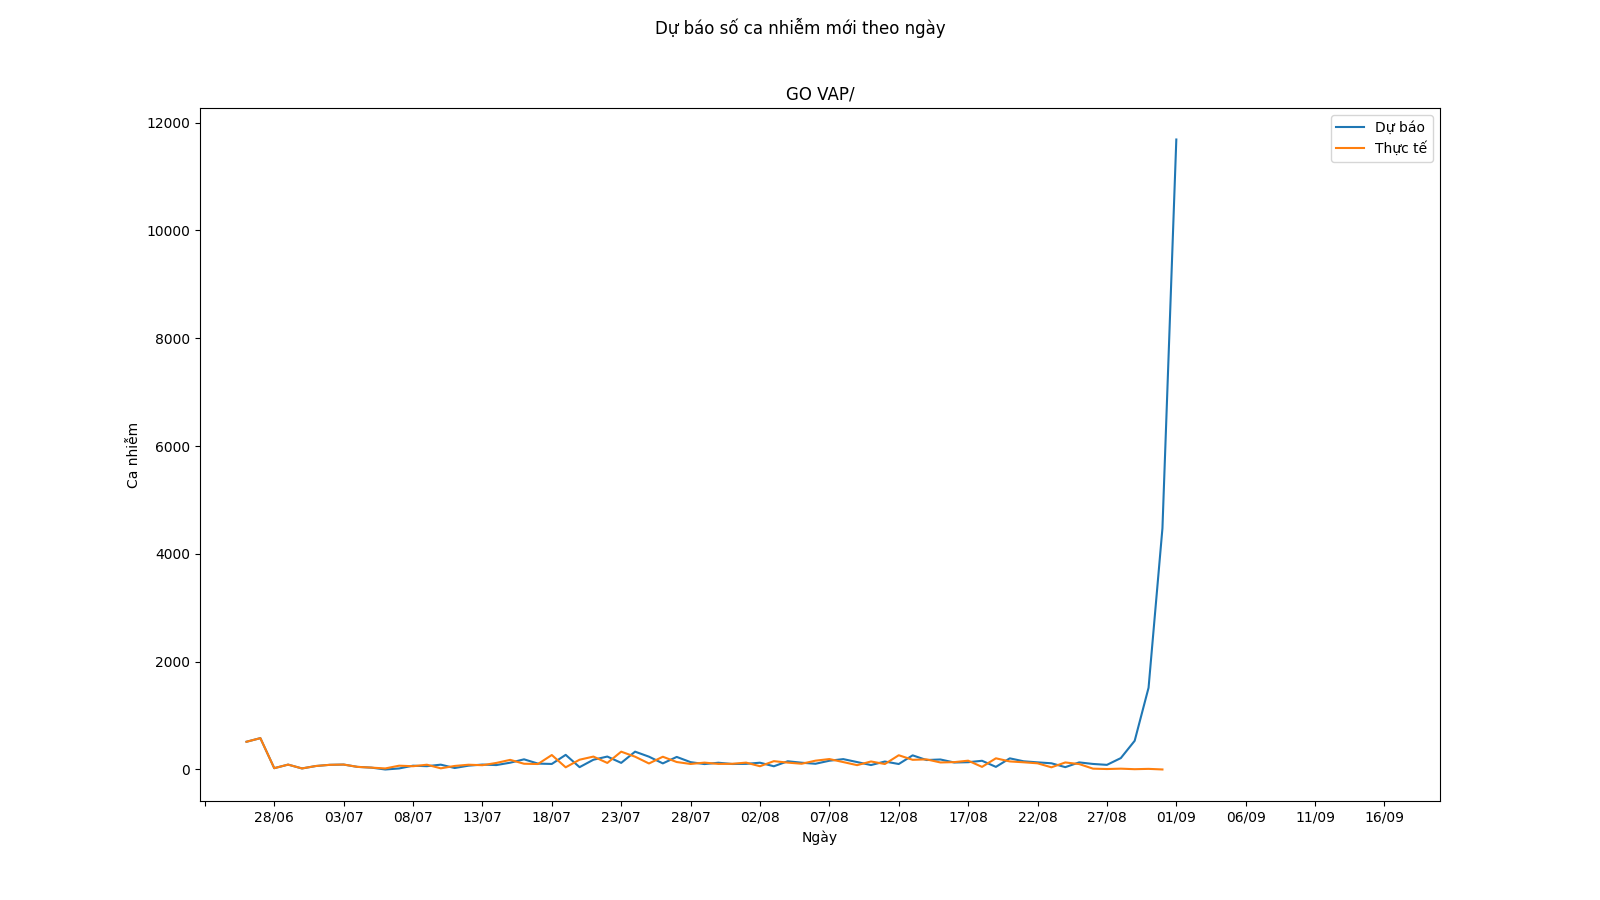 Dự báo số ca nhiễm mới theo ngày
GO VAP/
12000
10000
8000
6000
4000
2000
0
Ca nhiễm
Dự báo
Thực tế
28/06 03/07 08/07 13/07 18/07 23/07 28/07 02/08 07/08 12/08 17/08 22/08 27/08 01/09 06/09 11/09 16/09
Ngày